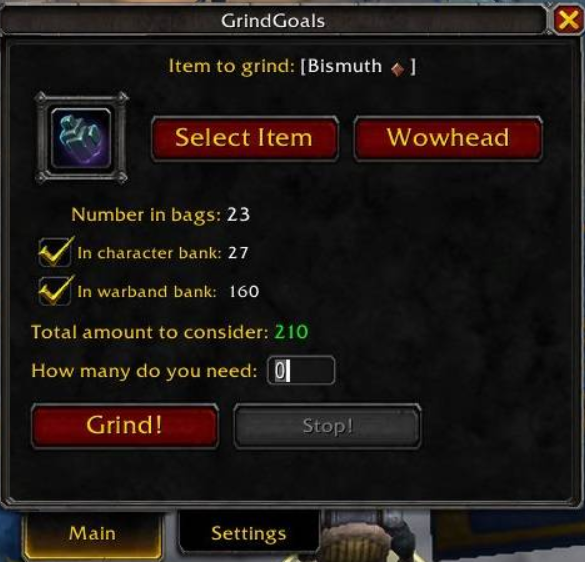 GrindGoals
Item to grind: [Bismuth ]
Select Item
Wowhead
Number in bags: 23
In character bank: 27
In warband bank: 160
Total amount to consider: 210
How many do you need: 0
Grind!
Stop!
Main
Settings